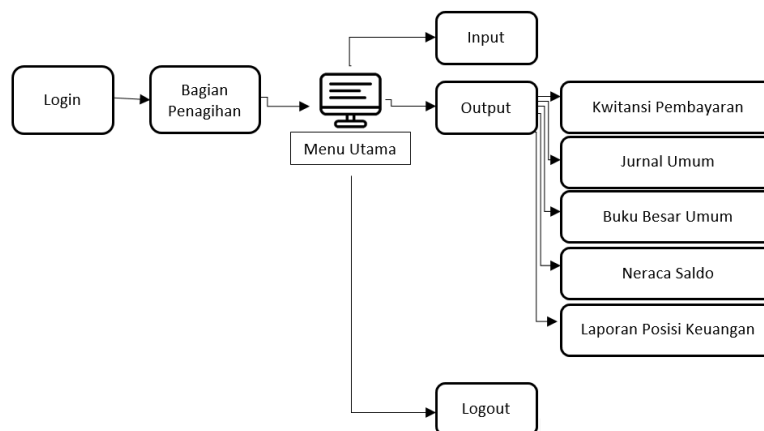 Login
Bagian
Penagihan
Menu Utama
Input
Output
Kwitansi Pembayaran
Jurnal Umum
Buku Besar Umum
Neraca Saldo
Laporan Posisi Keuangan
Logout